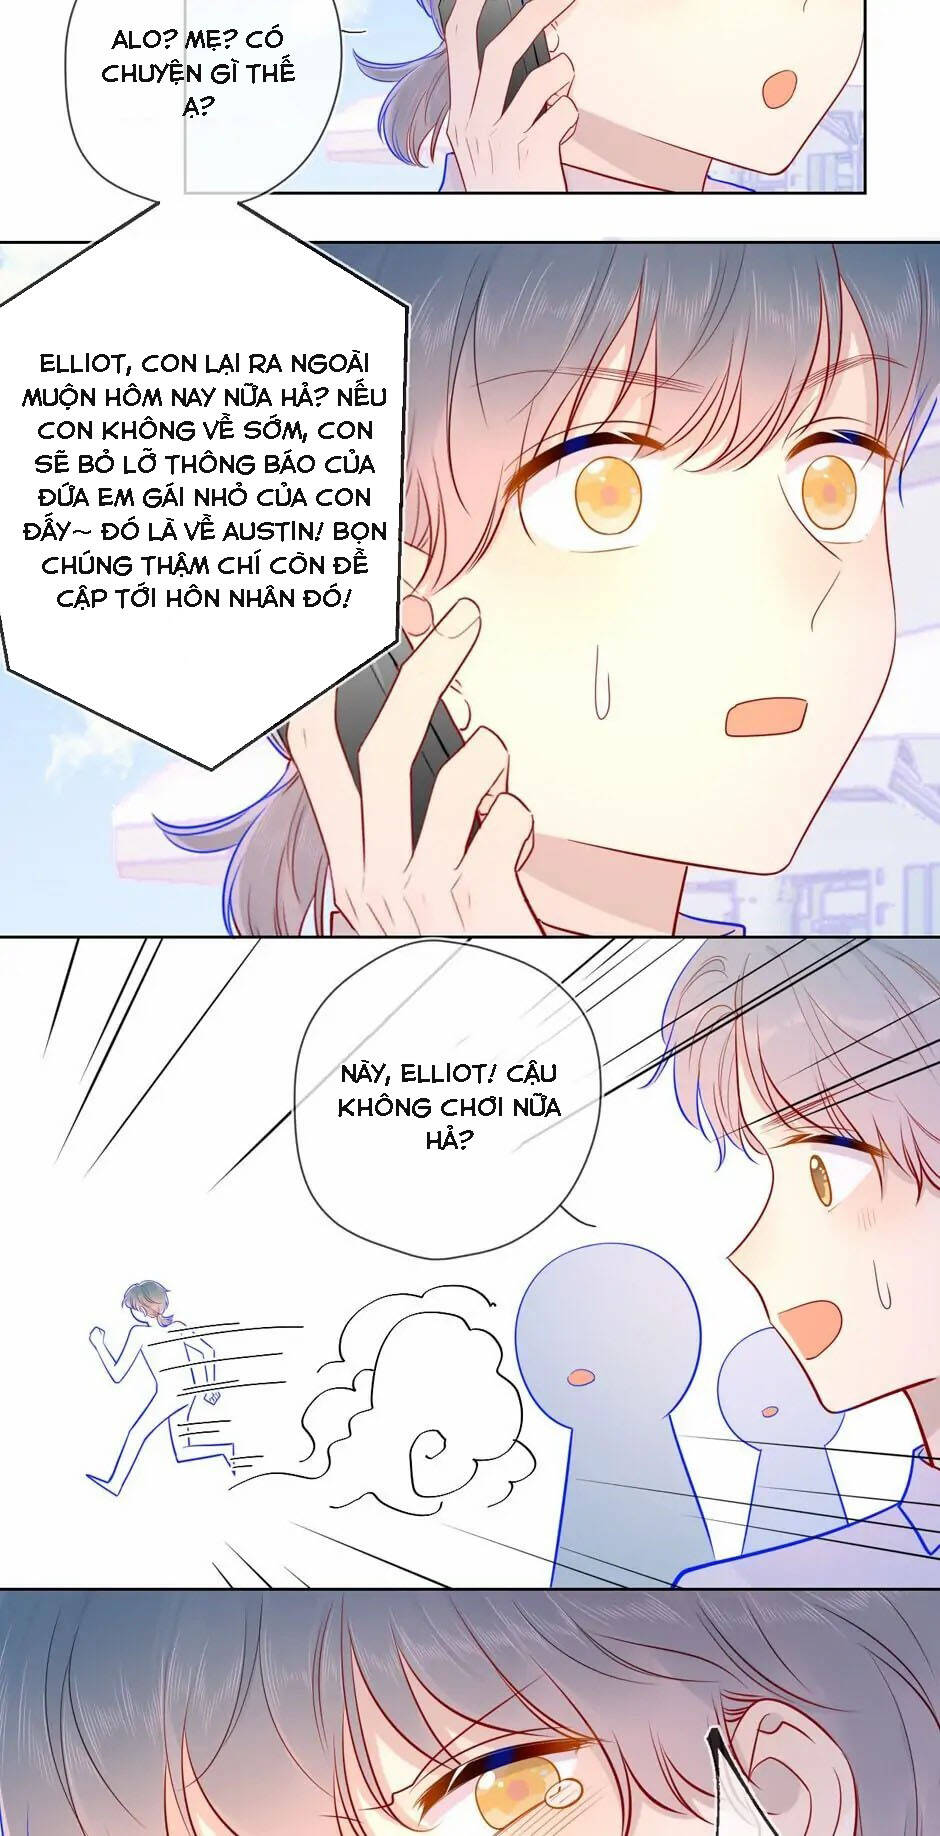 ALO? MẸ? CÓ
CHUYỆN GÌ THẾ
Ạ?
ELLIOT, CON LẠI RA NGOÀI
MUỘN HÔM NAY NỮA HẢ? NẾU
CON KHÔNG VỀ SỚM, CON
SẼ BỎ LỠ THÔNG BÁO CỦA
ĐỨA EM GÁI NHỎ CỦA CON
ĐẤY~ ĐÓ LÀ VỀ AUSTIN! BỌN
CHÚNG THẬM CHÍ CÒN ĐỀ
CẬP TỚI HÔN NHÂN ĐÓ!
NÀY, ELLIOT! CẬU
KHÔNG CHƠI NỮA
HẢ?